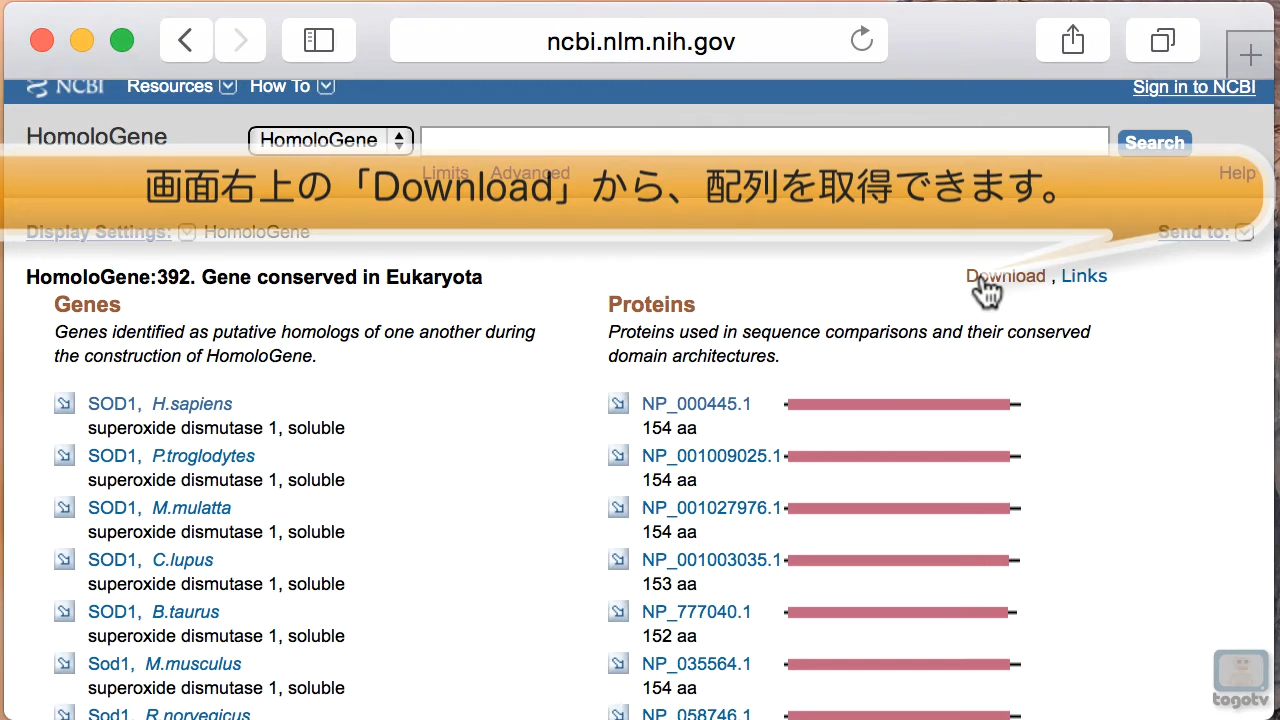 ncbi.nlm.nih.gov
NCBI Resources How To Sign in to NCBI
HomoloGene HomoloGene Search
Limits Advanced Help
画面右上の「Download」から、配列を取得できます。
Display Settings: HomoloGene Send to:
HomoloGene:392. Gene conserved in Eukaryota Download , Links
Genes
Genes identified as putative homologs of one another during
the construction of HomoloGene.
SOD1, H.sapiens
superoxide dismutase 1, soluble
SOD1, P.troglodytes
superoxide dismutase 1, soluble
SOD1, M.mulatta
superoxide dismutase 1, soluble
SOD1, C.lupus
superoxide dismutase 1, soluble
SOD1, B.taurus
superoxide dismutase 1, soluble
Sod1, M.musculus
superoxide dismutase 1, soluble
Sod1, R.norvegicus
Proteins
Proteins used in sequence comparisons and their conserved
domain architectures.
NP_000445.1
154 aa
NP_001009025.1
154 aa
NP_001027976.1
154 aa
NP_001003035.1
153 aa
NP_777040.1
152 aa
NP_035564.1
154 aa
NP_058746.1
togotv